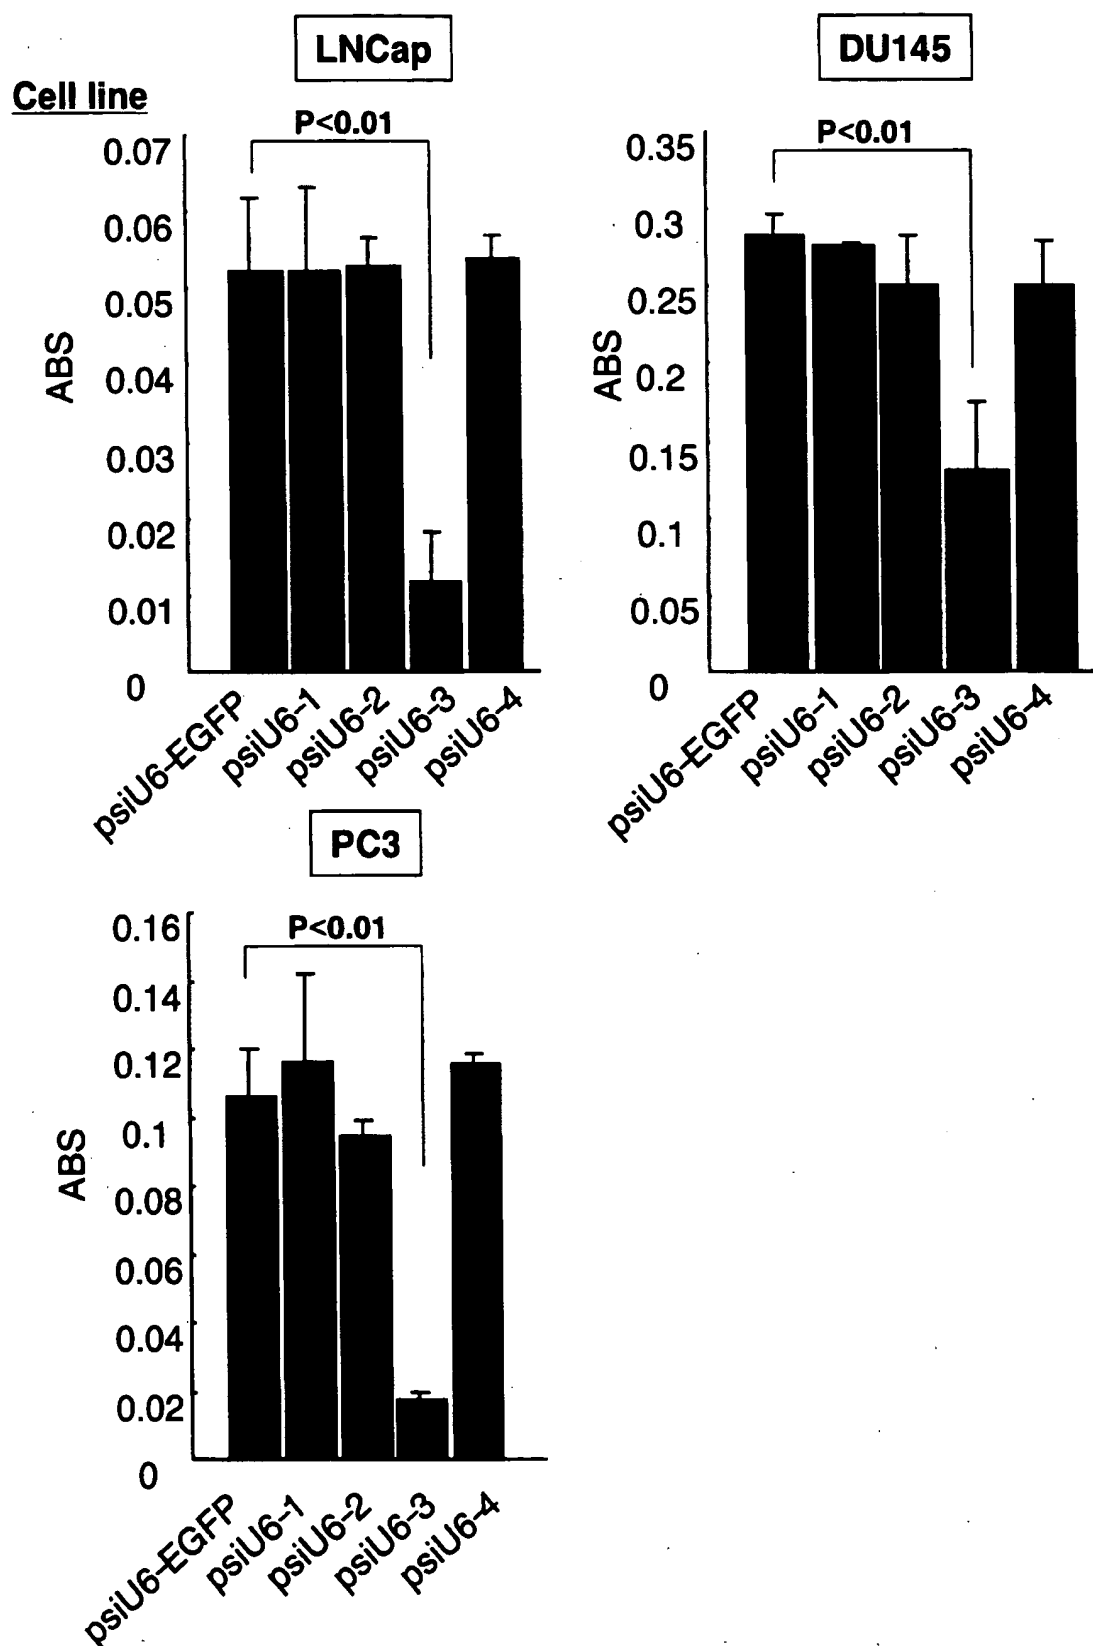 Cell line
LNCap
P<0.01
ABS
0.07
0.06
0.05
0.04
0.03
0.02
0.01
0
psiU6-EGFP
psiU6-1
psiU6-2
psiU6-3
psiU6-4
DU145
P<0.01
ABS
0.35
0.3
0.25
0.2
0.15
0.1
0.05
0
psiU6-EGFP
psiU6-1
psiU6-2
psiU6-3
psiU6-4
PC3
P<0.01
ABS
0.16
0.14
0.12
0.1
0.08
0.06
0.04
0.02
0
psiU6-EGFP
psiU6-1
psiU6-2
psiU6-3
psiU6-4